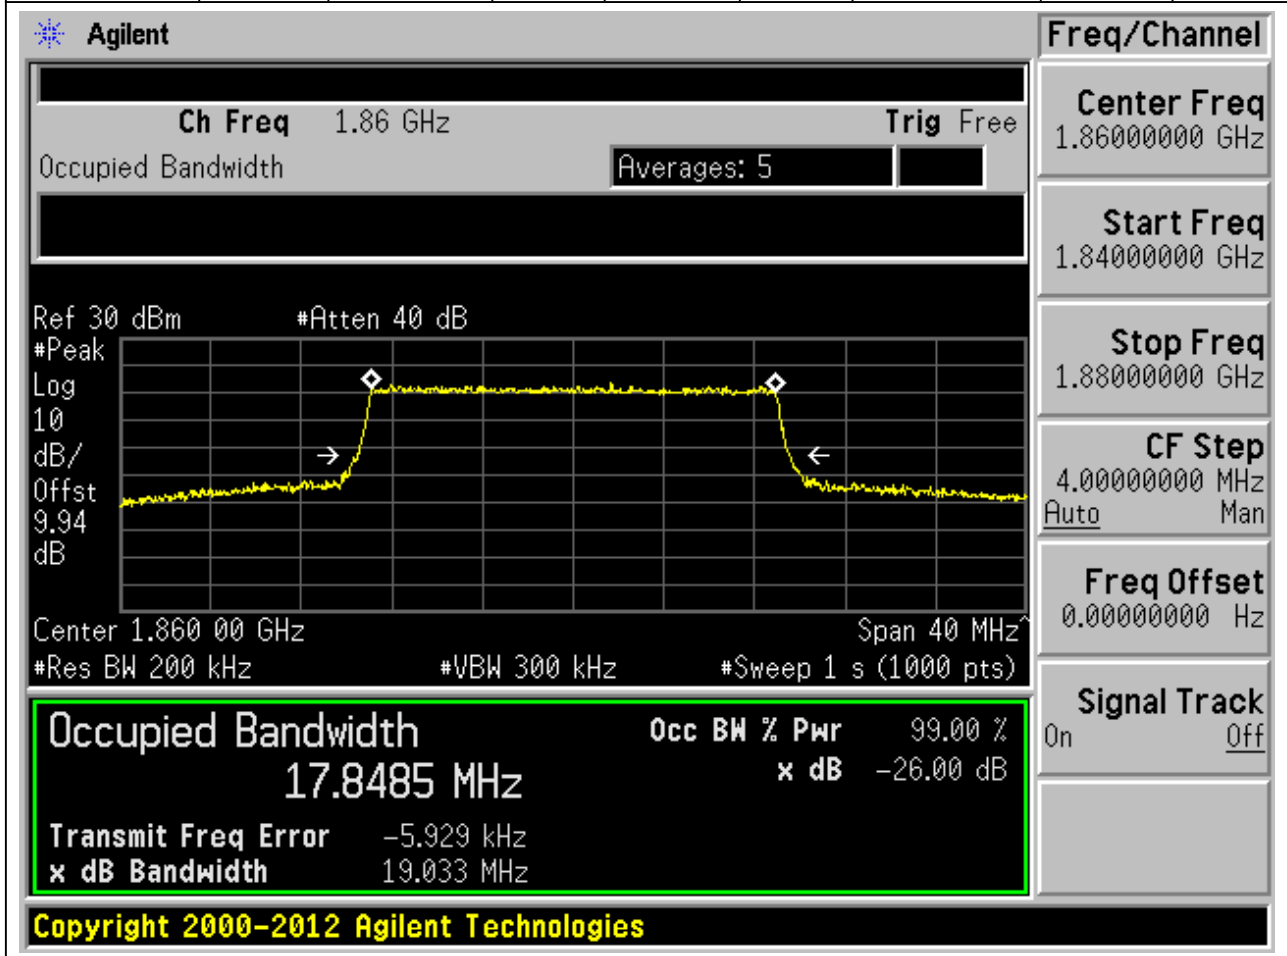 Agilent
Freq/Channel
Ch Freq 1.86 GHz Trig Free
Occupied Bandwidth Averages: 5
Center Freq
1.86000000 GHz
Start Freq
1.84000000 GHz
Stop Freq
1.88000000 GHz
CF Step
4.00000000 MHz
Auto Man
Freq Offset
0.00000000 Hz
Signal Track
On Off
Ref 30 dBm #Atten 40 dB
#Peak
Log
10
dB/
Offst
9.94
dB
Center 1.860 00 GHz Span 40 MHz^
#Res BW 200 kHz #VBW 300 kHz #Sweep 1 s (1000 pts)
Occupied Bandwidth
17.8485 MHz
Occ BW % Pwr 99.00 %
x dB -26.00 dB
Transmit Freq Error -5.929 kHz
x dB Bandwidth 19.033 MHz
Copyright 2000-2012 Agilent Technologies